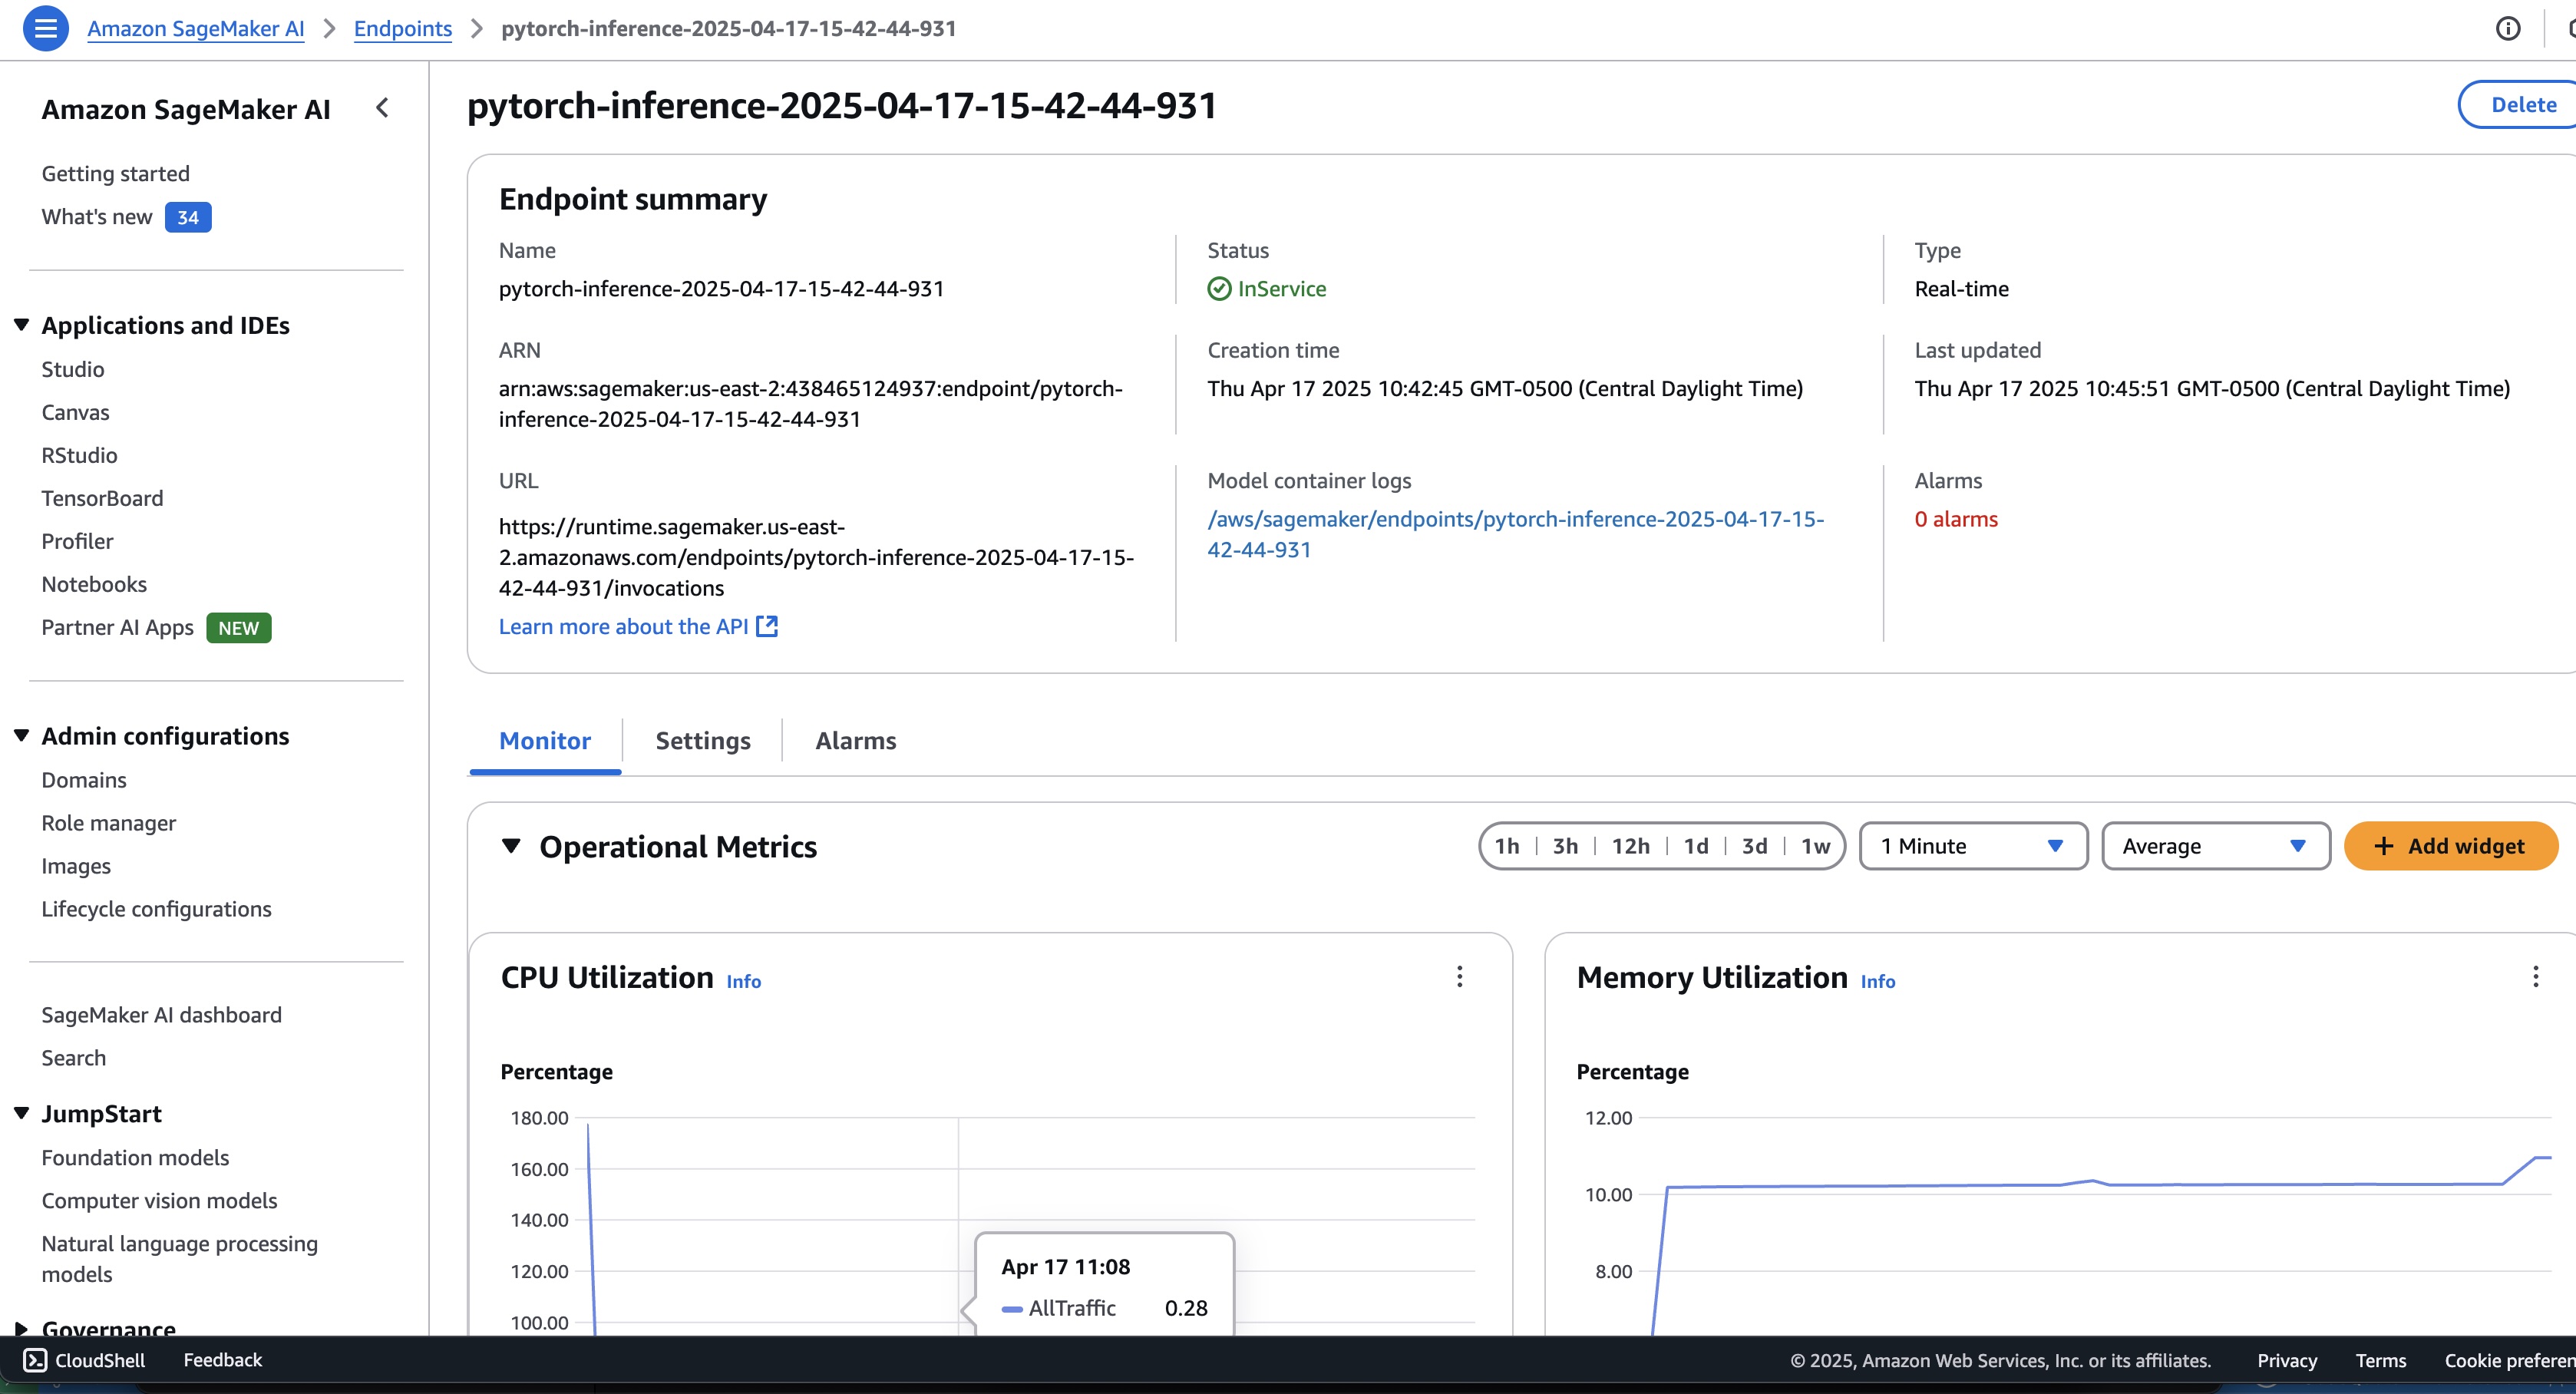 Amazon SageMaker AI > Endpoints > pytorch-inference-2025-04-17-15-42-44-931
Amazon SageMaker AI
Getting started
What's new 34
Applications and IDEs
Studio
Canvas
RStudio
TensorBoard
Profiler
Notebooks
Partner AI Apps NEW
Admin configurations
Domains
Role manager
Images
Lifecycle configurations
SageMaker AI dashboard
Search
JumpStart
Foundation models
Computer vision models
Natural language processing
models
Governance
pytorch-inference-2025-04-17-15-42-44-931
Delete
Endpoint summary
Name
pytorch-inference-2025-04-17-15-42-44-931
Status
InService
Type
Real-time
ARN
arn:aws:sagemaker:us-east-2:438465124937:endpoint/pytorch-
inference-2025-04-17-15-42-44-931
Creation time
Thu Apr 17 2025 10:42:45 GMT-0500 (Central Daylight Time)
Last updated
Thu Apr 17 2025 10:45:51 GMT-0500 (Central Daylight Time)
URL
https://runtime.sagemaker.us-east-
2.amazonaws.com/endpoints/pytorch-inference-2025-04-17-15-
42-44-931/invocations
Learn more about the API
Model container logs
/aws/sagemaker/endpoints/pytorch-inference-2025-04-17-15-
42-44-931
Alarms
0 alarms
Monitor
Settings
Alarms
Operational Metrics
1h | 3h | 12h | 1d | 3d | 1w
1 Minute
Average
+ Add widget
CPU Utilization Info
Percentage
180.00
160.00
140.00
120.00
100.00
Apr 17 11:08
AllTraffic 0.28
Memory Utilization Info
Percentage
12.00
10.00
8.00
CloudShell
Feedback
© 2025, Amazon Web Services, Inc. or its affiliates.
Privacy
Terms
Cookie preferen